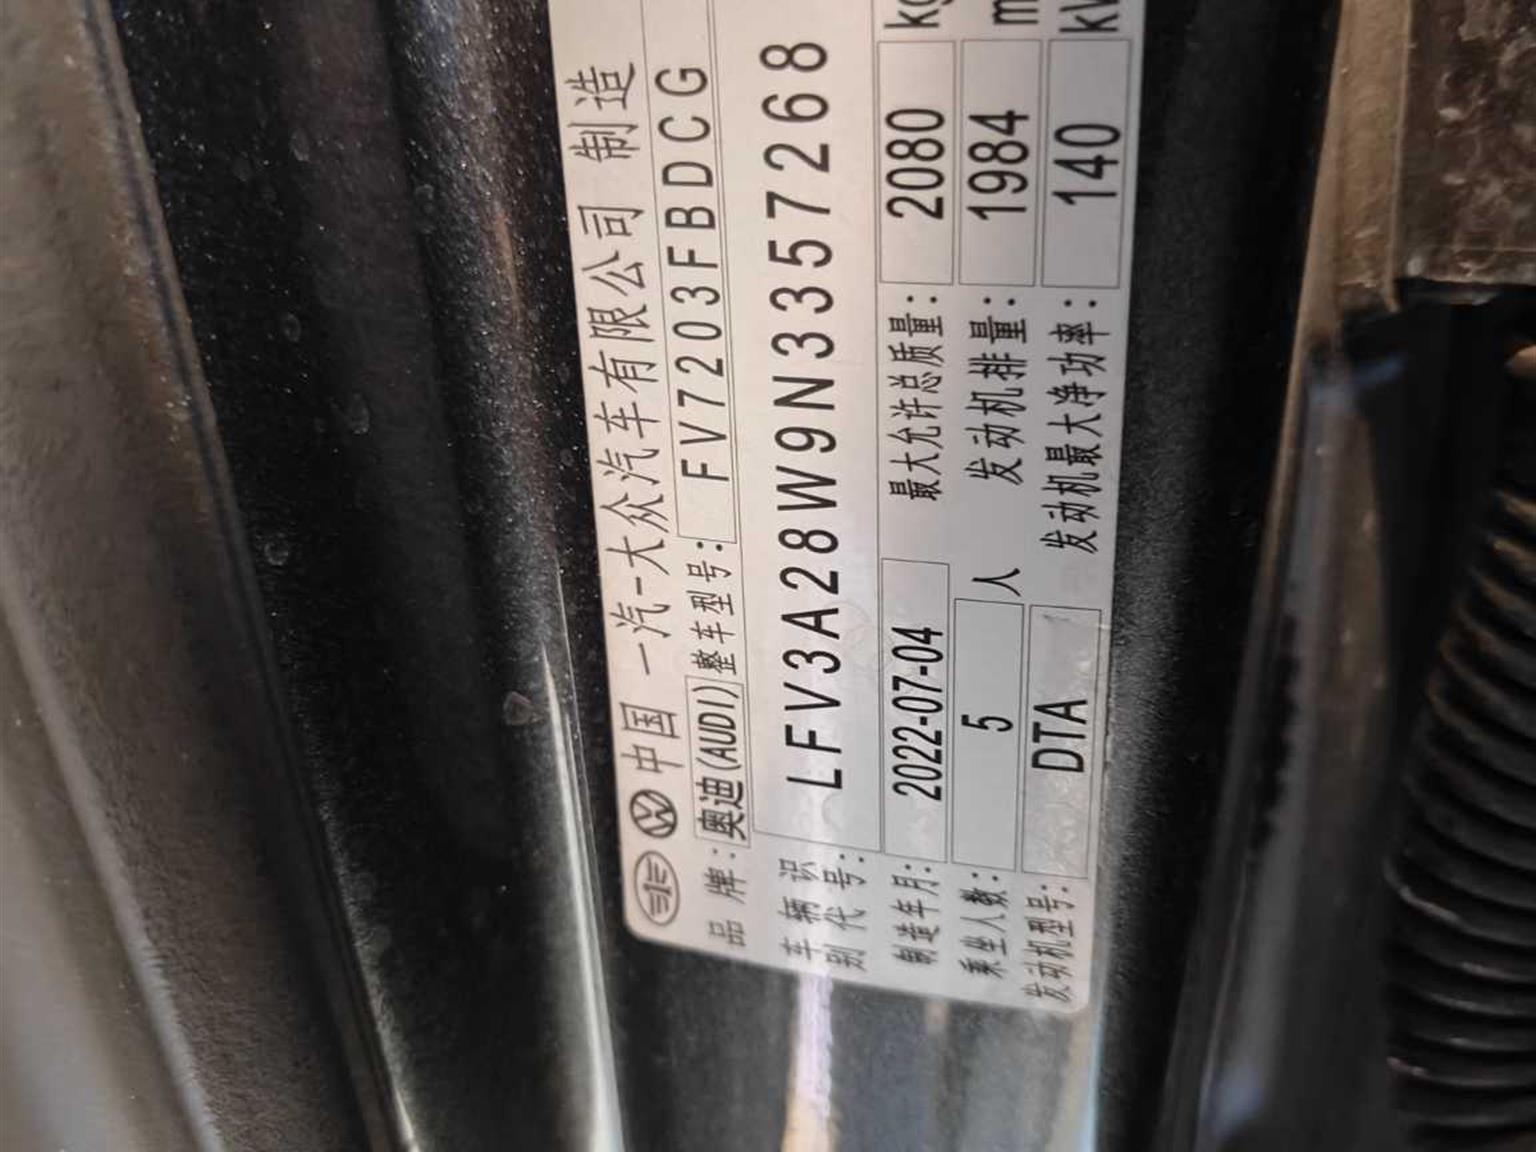 中国 一汽-大众汽车有限公司 制造
品 牌: 奥迪(AUDI) 整车型号: FV7203FBDCG
车辆识别代号: LFV3A28W9N3357268
制造年月: 2022-07-04 最大允许总质量: 2080 kg
乘坐人数: 5 人 发动机排量: 1984 m
发动机型号: DTA 发动机最大净功率: 140 kW